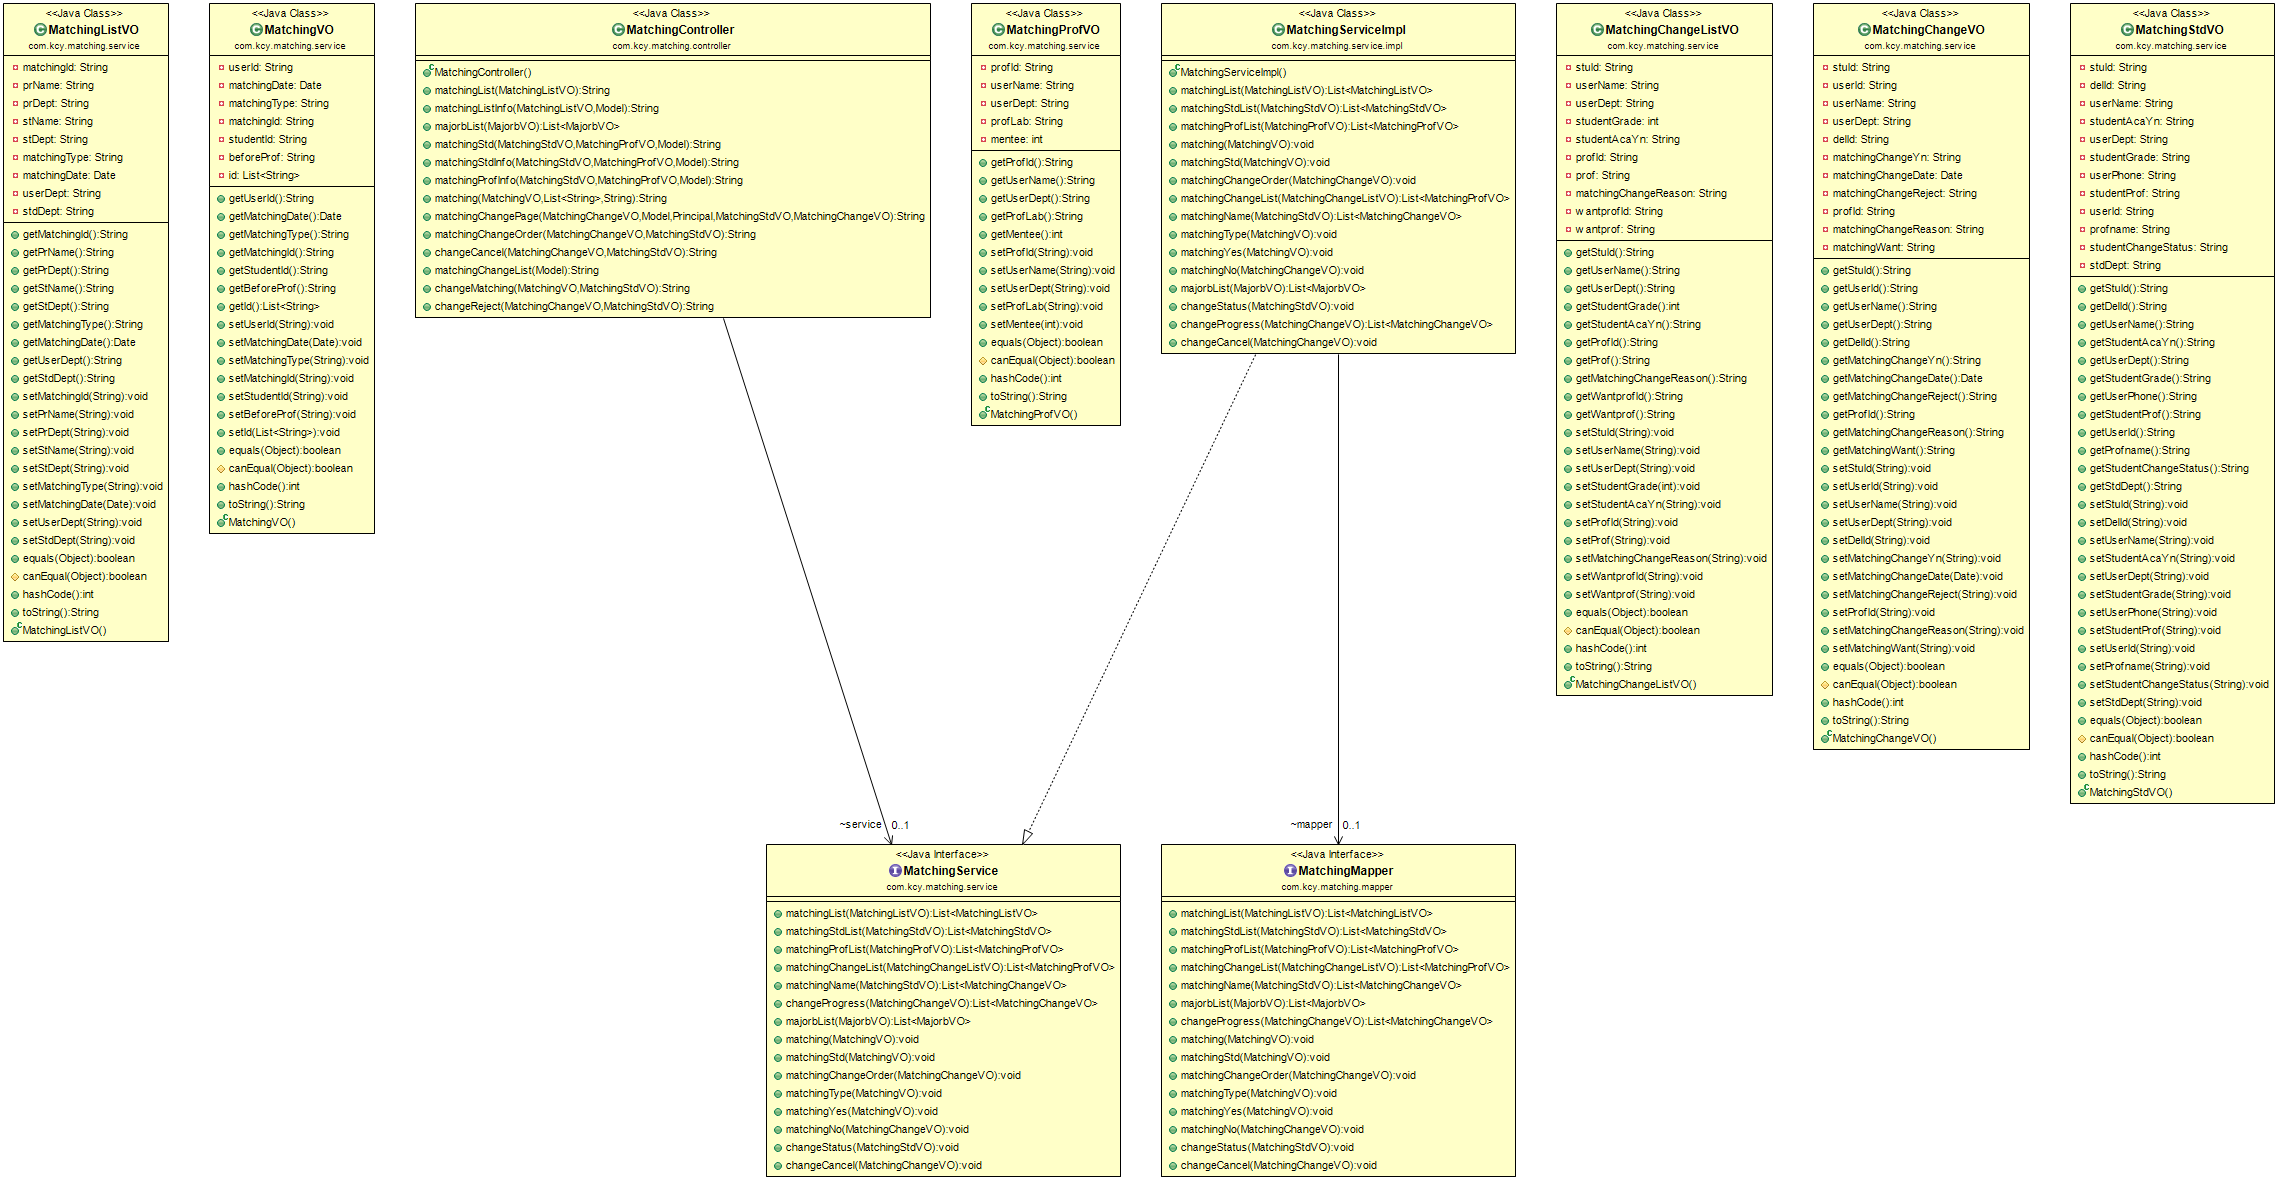 <<Java Class>>
MatchingListVO
com.kcy.matching.service
matchingId: String
prName: String
prDept: String
stName: String
stDept: String
matchingType: String
matchingDate: Date
userDept: String
stdDept: String
getMatchingId():String
getPrName():String
getPrDept():String
getStName():String
getStDept():String
getMatchingType():String
getMatchingDate():Date
getUserDept():String
getStdDept():String
setMatchingId(String):void
setPrName(String):void
setPrDept(String):void
setStName(String):void
setStDept(String):void
setMatchingType(String):void
setMatchingDate(Date):void
setUserDept(String):void
setStdDept(String):void
equals(Object):boolean
canEqual(Object):boolean
hashCode():int
toString():String
MatchingListVO()
<<Java Class>>
MatchingVO
com.kcy.matching.service
userId: String
matchingDate: Date
matchingType: String
matchingId: String
studentId: String
beforeProf: String
id: List<String>
getUserId():String
getMatchingDate():Date
getMatchingType():String
getMatchingId():String
getStudentId():String
getBeforeProf():String
getId():List<String>
setUserId(String):void
setMatchingDate(Date):void
setMatchingType(String):void
setMatchingId(String):void
setStudentId(String):void
setBeforeProf(String):void
setId(List<String>):void
equals(Object):boolean
canEqual(Object):boolean
hashCode():int
toString():String
MatchingVO()
<<Java Class>>
MatchingController
com.kcy.matching.controller
MatchingController()
matchingList(MatchingListVO):String
matchingListInfo(MatchingListVO,Model):String
majorbList(MajorbVO):List<MajorbVO>
matchingStd(MatchingStdVO,MatchingProfVO,Model):String
matchingStdInfo(MatchingStdVO,MatchingProfVO,Model):String
matchingProfInfo(MatchingStdVO,MatchingProfVO,Model):String
matching(MatchingVO,List<String>,String):String
matchingChangePage(MatchingChangeVO,Model,Principal,MatchingStdVO,MatchingChangeVO):String
matchingChangeOrder(MatchingChangeVO,MatchingStdVO):String
changeCancel(MatchingChangeVO,MatchingStdVO):String
matchingChangeList(Model):String
changeMatching(MatchingVO,MatchingStdVO):String
changeReject(MatchingChangeVO,MatchingStdVO):String
<<Java Class>>
MatchingProfVO
com.kcy.matching.service
profId: String
userName: String
userDept: String
profLab: String
mentee: int
getProfId():String
getUserName():String
getUserDept():String
getProfLab():String
getMentee():int
setProfId(String):void
setUserName(String):void
setUserDept(String):void
setProfLab(String):void
setMentee(int):void
equals(Object):boolean
canEqual(Object):boolean
hashCode():int
toString():String
MatchingProfVO()
<<Java Class>>
MatchingServiceImpl
com.kcy.matching.service.impl
MatchingServiceImpl()
matchingList(MatchingListVO):List<MatchingListVO>
matchingStdList(MatchingStdVO):List<MatchingStdVO>
matchingProfList(MatchingProfVO):List<MatchingProfVO>
matching(MatchingVO):void
matchingStd(MatchingVO):void
matchingChangeOrder(MatchingChangeVO):void
matchingChangeList(MatchingChangeListVO):List<MatchingProfVO>
matchingName(MatchingStdVO):List<MatchingChangeVO>
matchingType(MatchingVO):void
matchingYes(MatchingVO):void
matchingNo(MatchingChangeVO):void
majorbList(MajorbVO):List<MajorbVO>
changeStatus(MatchingStdVO):void
changeProgress(MatchingChangeVO):List<MatchingChangeVO>
changeCancel(MatchingChangeVO):void
<<Java Class>>
MatchingChangeListVO
com.kcy.matching.service
stuId: String
userName: String
userDept: String
studentGrade: int
studentAcaYn: String
profId: String
prof: String
matchingChangeReason: String
wantprofId: String
wantprof: String
getStuId():String
getUserName():String
getUserDept():String
getStudentGrade():int
getStudentAcaYn():String
getProfId():String
getProf():String
getMatchingChangeReason():String
getWantprofId():String
getWantprof():String
setStuId(String):void
setUserName(String):void
setUserDept(String):void
setStudentGrade(int):void
setStudentAcaYn(String):void
setProfId(String):void
setProf(String):void
setMatchingChangeReason(String):void
setWantprofId(String):void
setWantprof(String):void
equals(Object):boolean
canEqual(Object):boolean
hashCode():int
toString():String
MatchingChangeListVO()
<<Java Class>>
MatchingChangeVO
com.kcy.matching.service
stuId: String
userId: String
userName: String
userDept: String
delId: String
matchingChangeYn: String
matchingChangeDate: Date
matchingChangeReject: String
profId: String
matchingChangeReason: String
matchingWant: String
getStuId():String
getUserId():String
getUserName():String
getUserDept():String
getDelId():String
getMatchingChangeYn():String
getMatchingChangeDate():Date
getMatchingChangeReject():String
getProfId():String
getMatchingChangeReason():String
getMatchingWant():String
setStuId(String):void
setUserId(String):void
setUserName(String):void
setUserDept(String):void
setDelId(String):void
setMatchingChangeYn(String):void
setMatchingChangeDate(Date):void
setMatchingChangeReject(String):void
setProfId(String):void
setMatchingChangeReason(String):void
setMatchingWant(String):void
equals(Object):boolean
canEqual(Object):boolean
hashCode():int
toString():String
MatchingChangeVO()
<<Java Class>>
MatchingStdVO
com.kcy.matching.service
stuId: String
delId: String
userName: String
studentAcaYn: String
userDept: String
studentGrade: String
userPhone: String
studentProf: String
userId: String
profname: String
studentChangeStatus: String
stdDept: String
getStuId():String
getDelId():String
getUserName():String
getStudentAcaYn():String
getUserDept():String
getStudentGrade():String
getUserPhone():String
getStudentProf():String
getUserId():String
getProfname():String
getStudentChangeStatus():String
getStdDept():String
setStuId(String):void
setDelId(String):void
setUserName(String):void
setStudentAcaYn(String):void
setUserDept(String):void
setStudentGrade(String):void
setUserPhone(String):void
setStudentProf(String):void
setUserId(String):void
setProfname(String):void
setStudentChangeStatus(String):void
setStdDept(String):void
equals(Object):boolean
canEqual(Object):boolean
hashCode():int
toString():String
MatchingStdVO()
~service 0..1
~mapper 0..1
<<Java Interface>>
MatchingService
com.kcy.matching.service
matchingList(MatchingListVO):List<MatchingListVO>
matchingStdList(MatchingStdVO):List<MatchingStdVO>
matchingProfList(MatchingProfVO):List<MatchingProfVO>
matchingChangeList(MatchingChangeListVO):List<MatchingProfVO>
matchingName(MatchingStdVO):List<MatchingChangeVO>
changeProgress(MatchingChangeVO):List<MatchingChangeVO>
majorbList(MajorbVO):List<MajorbVO>
matching(MatchingVO):void
matchingStd(MatchingVO):void
matchingChangeOrder(MatchingChangeVO):void
matchingType(MatchingVO):void
matchingYes(MatchingVO):void
matchingNo(MatchingChangeVO):void
changeStatus(MatchingStdVO):void
changeCancel(MatchingChangeVO):void
<<Java Interface>>
MatchingMapper
com.kcy.matching.mapper
matchingList(MatchingListVO):List<MatchingListVO>
matchingStdList(MatchingStdVO):List<MatchingStdVO>
matchingProfList(MatchingProfVO):List<MatchingProfVO>
matchingChangeList(MatchingChangeListVO):List<MatchingProfVO>
matchingName(MatchingStdVO):List<MatchingChangeVO>
majorbList(MajorbVO):List<MajorbVO>
changeProgress(MatchingChangeVO):List<MatchingChangeVO>
matching(MatchingVO):void
matchingStd(MatchingVO):void
matchingChangeOrder(MatchingChangeVO):void
matchingType(MatchingVO):void
matchingYes(MatchingVO):void
matchingNo(MatchingChangeVO):void
changeStatus(MatchingStdVO):void
changeCancel(MatchingChangeVO):void